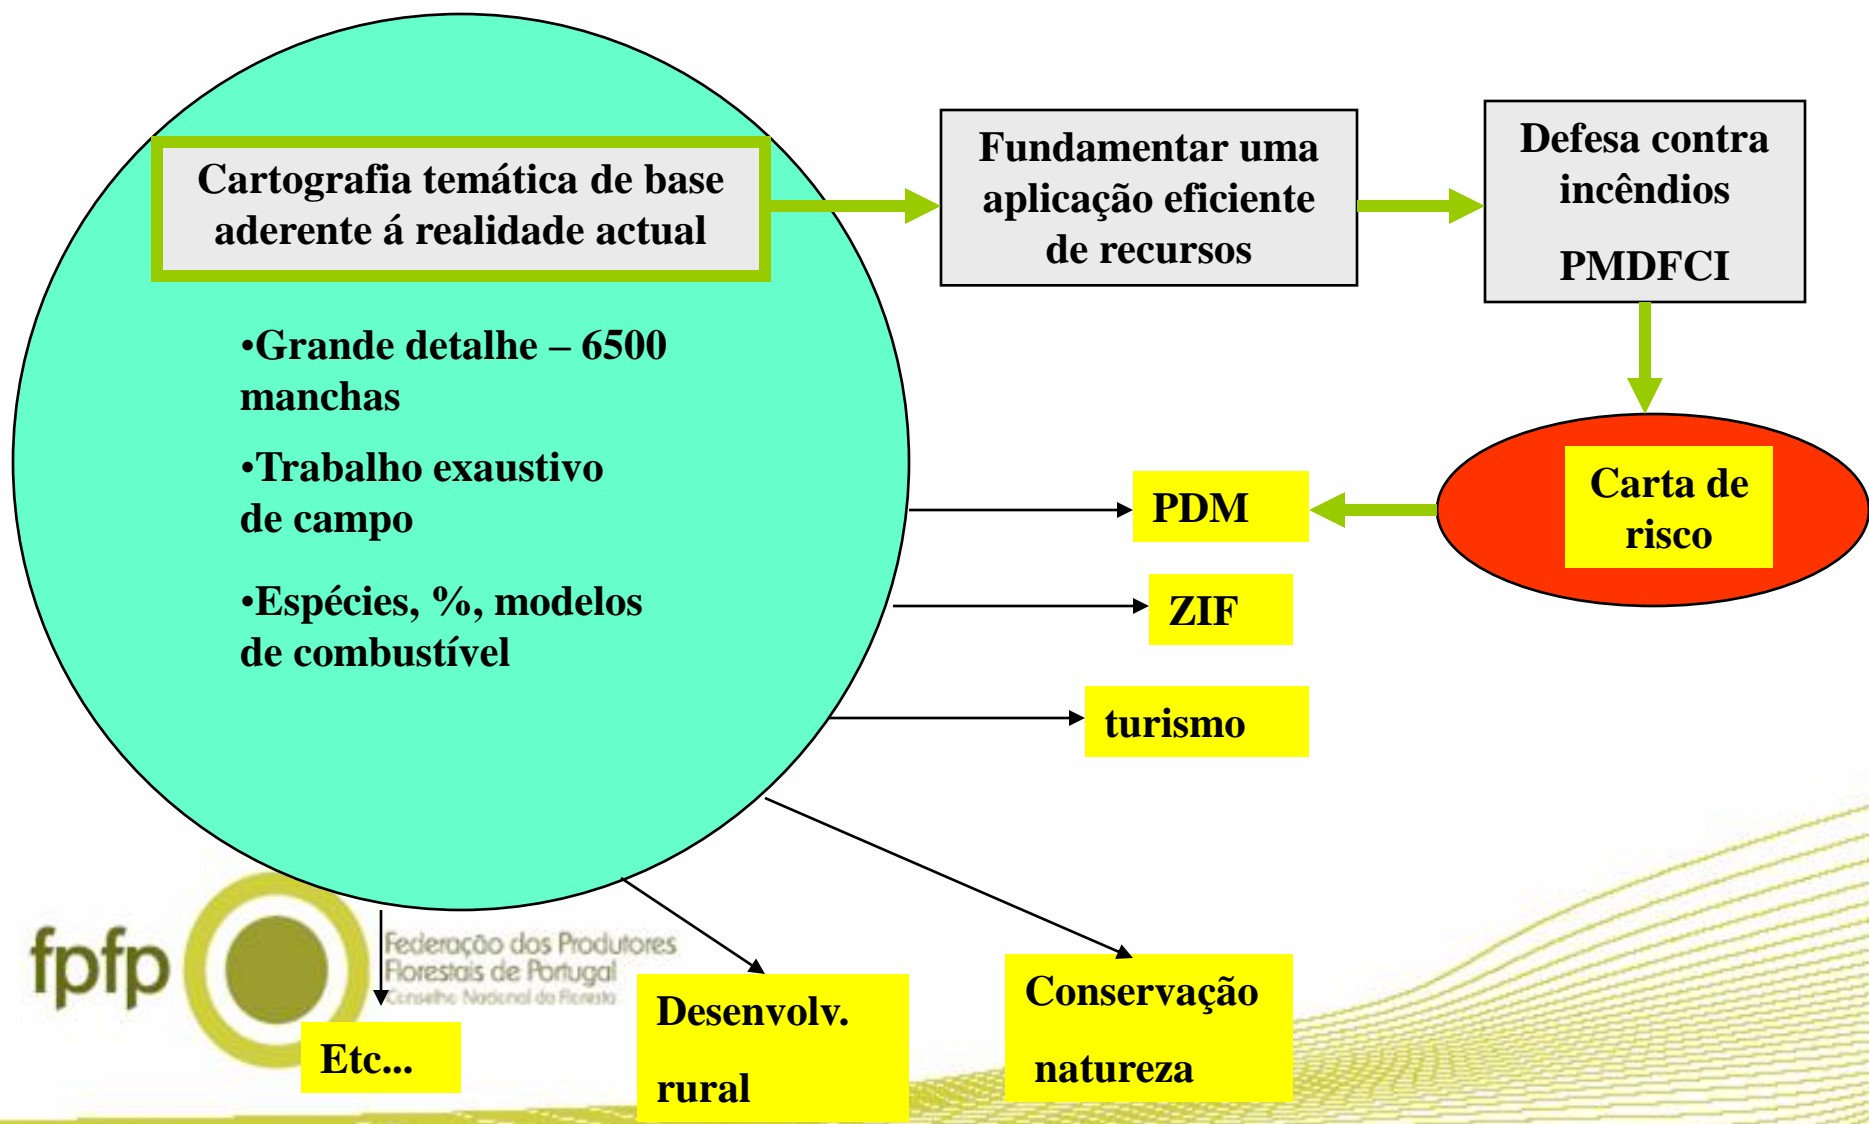 Cartografia temática de base
aderente á realidade actual
•Grande detalhe – 6500
manchas
•Trabalho exaustivo
de campo
•Espécies, %, modelos
de combustível
Fundamentar uma
aplicação eficiente
de recursos
Defesa contra
incêndios
PMDFCI
Carta de
risco
PDM
ZIF
turismo
Conservação
natureza
Desenvolv.
rural
Etc...
fpfp
Federação dos Produtores
Florestais de Portugal
Conselho Nacional da Floresta